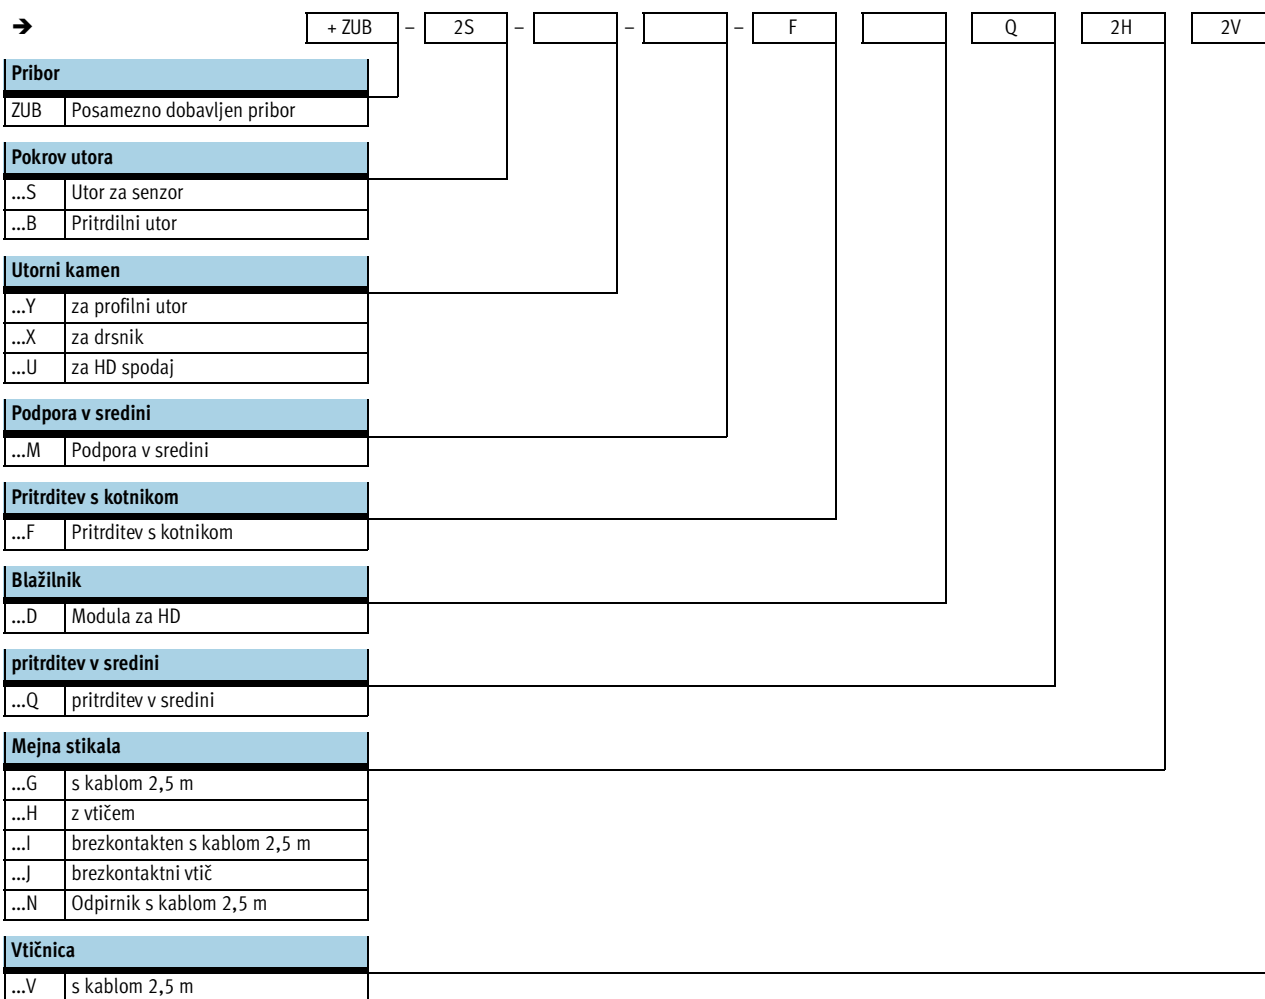 ➔ + ZUB – 2S – – – F Q 2H 2V
Pribor
ZUB Posamezno dobavljen pribor
Pokrov utora
...S Utor za senzor
...B Pritrdilni utor
Utorni kamen
...Y za profilni utor
...X za drsnik
...U za HD spodaj
Podpora v sredini
...M Podpora v sredini
Pritrditev s kotnikom
...F Pritrditev s kotnikom
Blažilnik
...D Modula za HD
pritrditev v sredini
...Q pritrditev v sredini
Mejna stikala
...G s kablom 2,5 m
...H z vtičem
...I brezkontakten s kablom 2,5 m
...J brezkontaktni vtič
...N Odpirnik s kablom 2,5 m
Vtičnica
...V s kablom 2,5 m